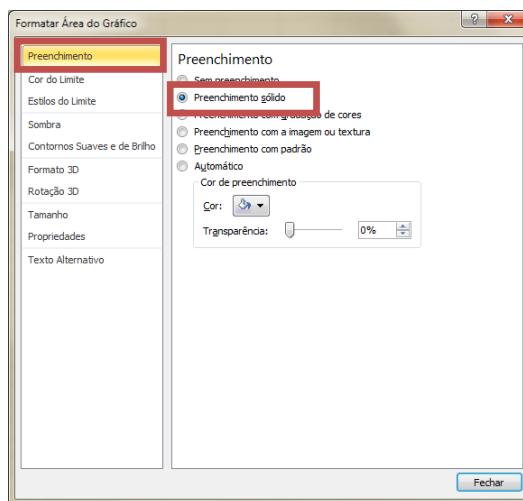 Formatar Área do Gráfico
Preenchimento
Cor do Limite
Estilos do Limite
Sombra
Contornos Suaves e de Brilho
Formato 3D
Rotação 3D
Tamanho
Propriedades
Texto Alternativo
Preenchimento
Sem preenchimento
Preenchimento sólido
Preenchimento com gradação de cores
Preenchimento com a imagem ou textura
Preenchimento com padrão
Automático
Cor de preenchimento
Cor:
Transparência: 0%
Fechar